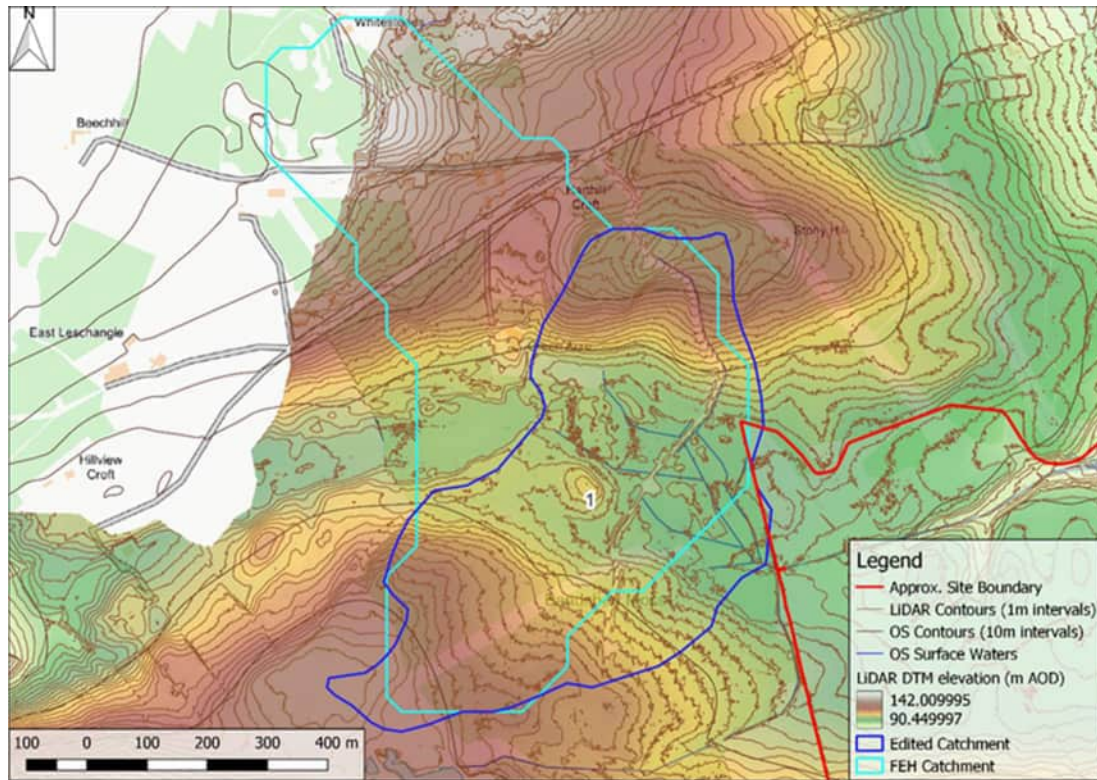 N
Whites
Beechhill
Croft
Stony Hill
East Leschangie
Hillview
Croft
1
Legend
Approx. Site Boundary
LiDAR Contours (1m intervals)
OS Contours (10m intervals)
OS Surface Waters
LiDAR DTM elevation (m AOD)
142.009995
90.449997
Edited Catchment
FEH Catchment
100 0 100 200 300 400 m